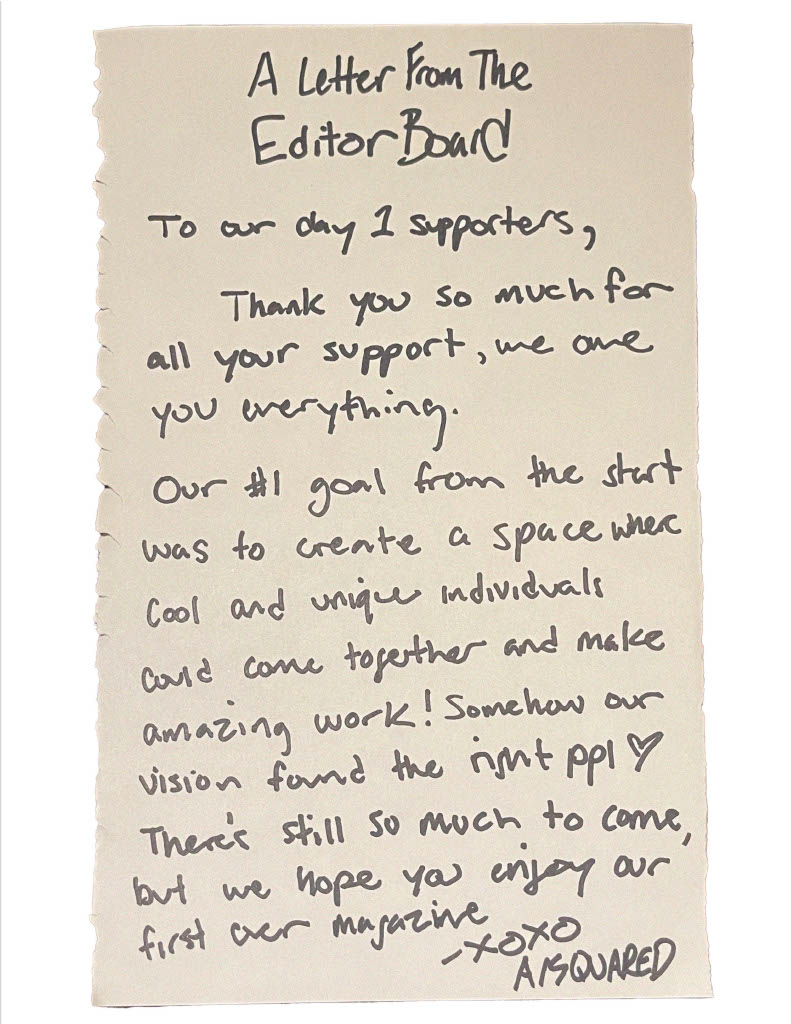 A Letter From The
Editor Board
To our day 1 supporters,
Thank you so much for
all your support, we owe
you everything.
Our #1 goal from the start
was to create a space where
cool and unique individuals
could come together and make
amazing work! Somehow our
vision found the right ppl ♡
There's still so much to come,
but we hope you enjoy our
first ever magazine
-XOXO
AISQUARED